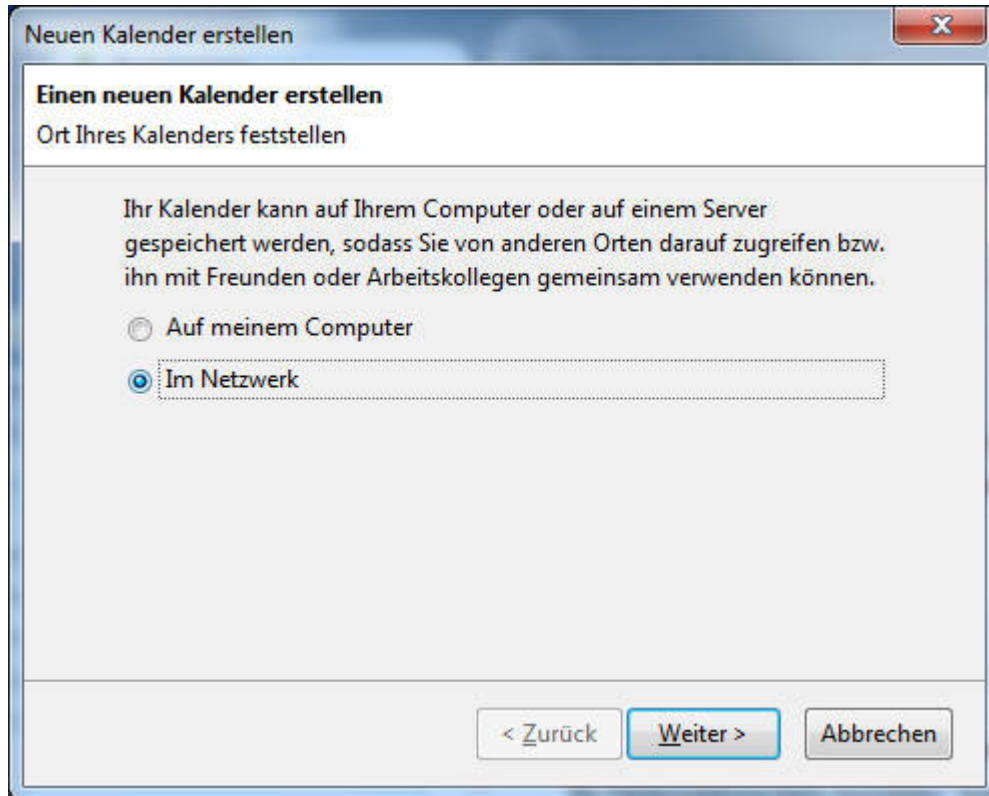 Neuen Kalender erstellen
Einen neuen Kalender erstellen
Ort Ihres Kalenders feststellen
Ihr Kalender kann auf Ihrem Computer oder auf einem Server
gespeichert werden, sodass Sie von anderen Orten darauf zugreifen bzw.
ihn mit Freunden oder Arbeitskollegen gemeinsam verwenden können.
Auf meinem Computer
Im Netzwerk
< Zurück Weiter > Abbrechen